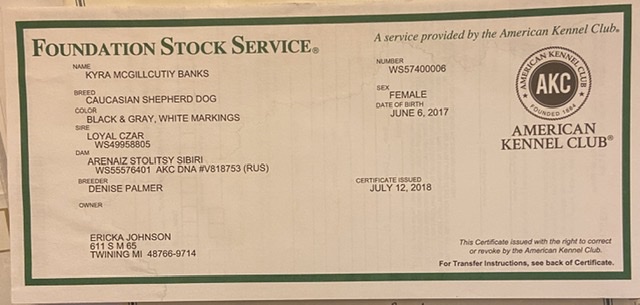 FOUNDATION STOCK SERVICE®
A service provided by the American Kennel Club®
NAME
KYRA MCGILLCUTIY BANKS
BREED
CAUCASIAN SHEPHERD DOG
COLOR
BLACK & GRAY, WHITE MARKINGS
SIRE
LOYAL CZAR
WS49958805
DAM
ARENAIZ STOLITSY SIBIRI
WS55576401 AKC DNA #V818753 (RUS)
BREEDER
DENISE PALMER
OWNER
ERICKA JOHNSON
611 S M 65
TWINING MI 48766-9714
NUMBER
WS57400006
SEX
FEMALE
DATE OF BIRTH
JUNE 6, 2017
CERTIFICATE ISSUED
JULY 12, 2018
AMERICAN KENNEL CLUB
AKC
FOUNDED 1884
AMERICAN
KENNEL CLUB®
This Certificate issued with the right to correct
or revoke by the American Kennel Club.
For Transfer Instructions, see back of Certificate.